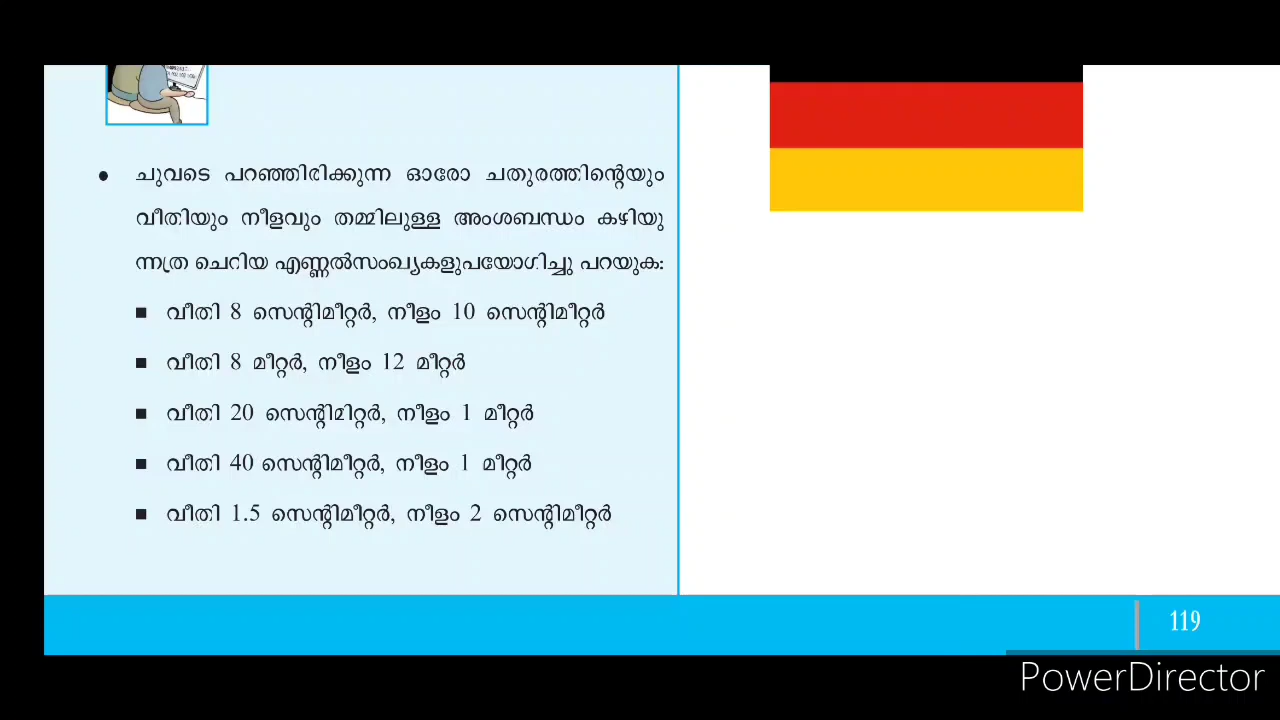 • ചുവടെ പറഞ്ഞിരിക്കുന്ന ഓരോ ചതുരത്തിന്റെയും
വീതിയും നീളവും തമ്മിലുള്ള അംശബന്ധം കഴിയു
ന്നത്ര ചെറിയ എണ്ണൽസംഖ്യകളുപയോഗിച്ചു പറയുക:
■ വീതി 8 സെന്റിമീറ്റർ, നീളം 10 സെന്റിമീറ്റർ
■ വീതി 8 മീറ്റർ, നീളം 12 മീറ്റർ
■ വീതി 20 സെന്റിമിറ്റർ, നീളം 1 മീറ്റർ
■ വീതി 40 സെന്റിമീറ്റർ, നീളം 1 മീറ്റർ
■ വീതി 1.5 സെന്റിമീറ്റർ, നീളം 2 സെന്റിമീറ്റർ
119
PowerDirector